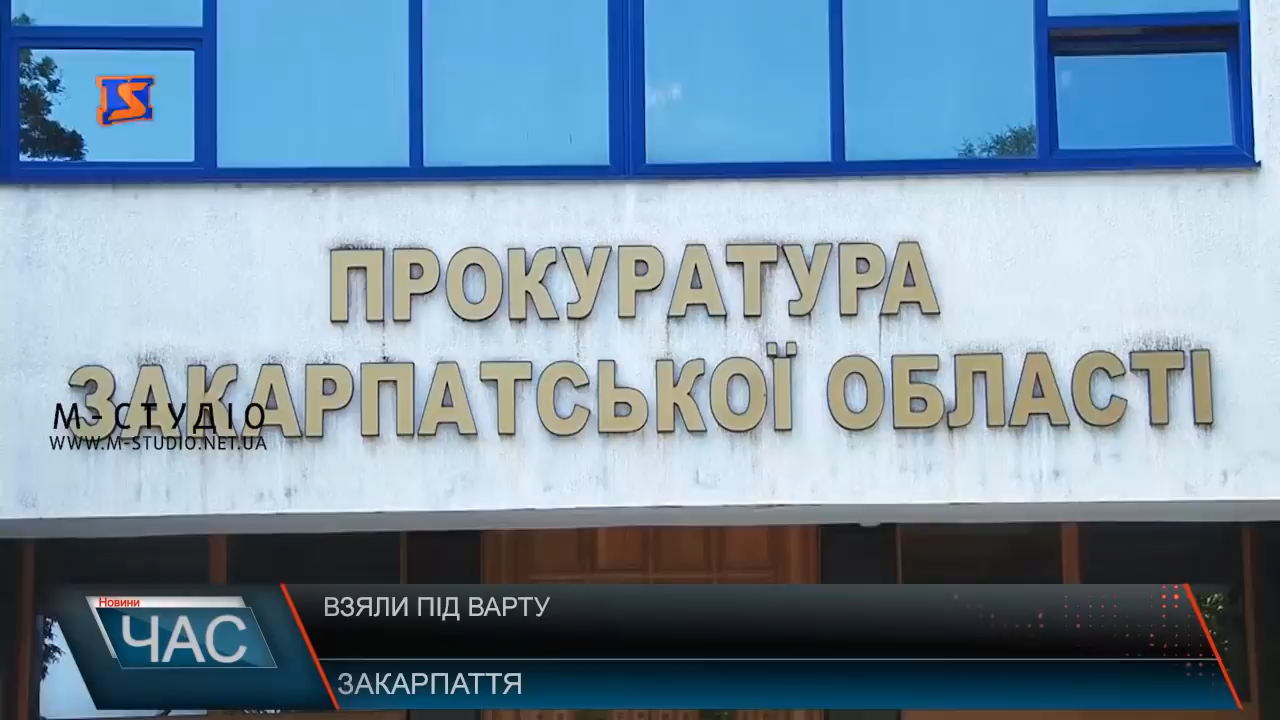 ПРОКУРАТУРА
ЗАКАРПАТСЬКОЇ ОБЛАСТІ
М-СТУДІО
WWW.M-STUDIO.NET.UA
Новини
ЧАС
ВЗЯЛИ ПІД ВАРТУ
ЗАКАРПАТТЯ